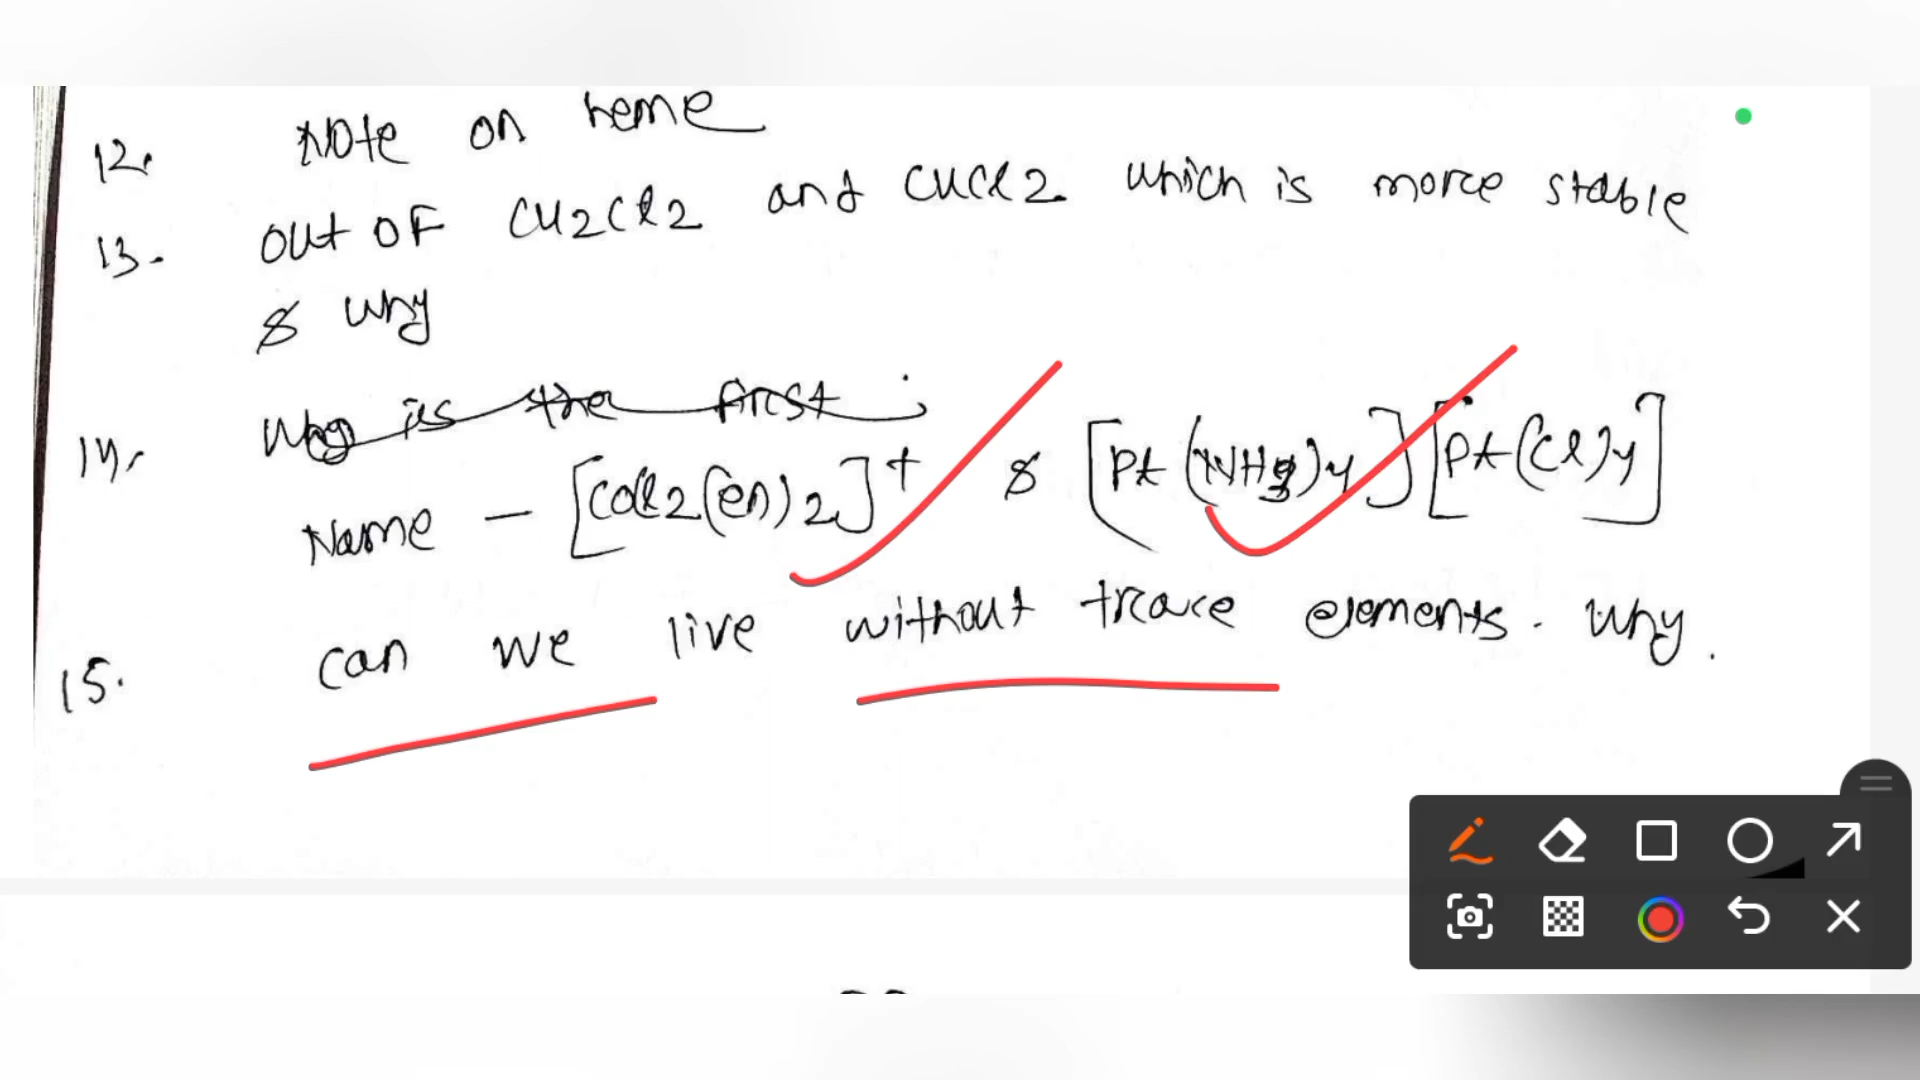 12. Note on heme
13. Out of Cu2Cl2 and CuCl2 which is more stable
& why
14. Why is the first
Name - [CoCl2(en)2]+ & [Pt(NH3)4][Pt(Cl)4]
15. can we live without trace elements. Why.